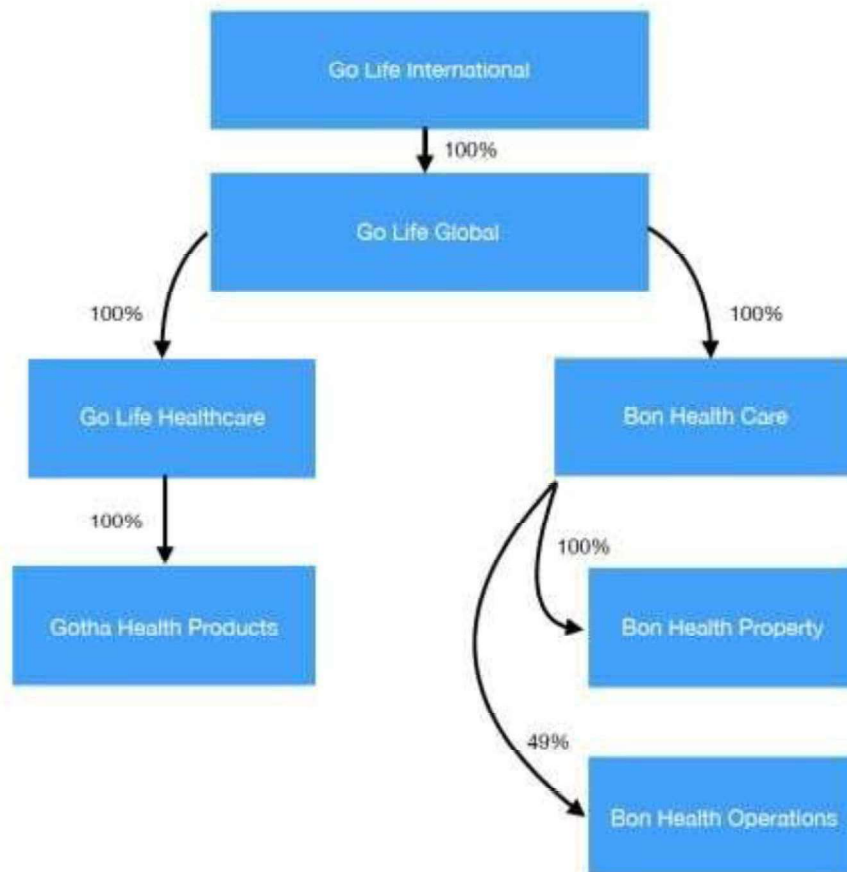 Go Life International
100%
Go Life Global
100%
100%
Go Life Healthcare
Bon Health Care
100%
100%
Gotha Health Products
Bon Health Property
49%
Bon Health Operations